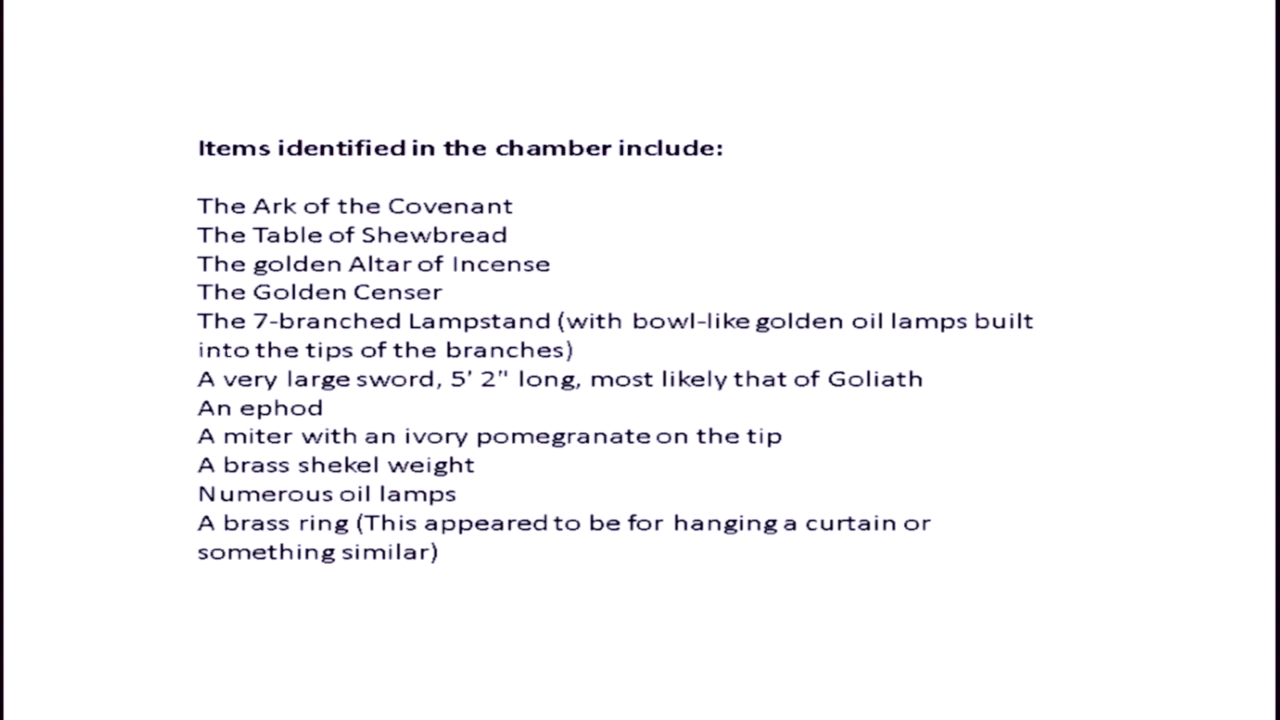 Items identified in the chamber include:
The Ark of the Covenant
The Table of Shewbread
The golden Altar of Incense
The Golden Censer
The 7-branched Lampstand (with bowl-like golden oil lamps built
into the tips of the branches)
A very large sword, 5' 2" long, most likely that of Goliath
An ephod
A miter with an ivory pomegranate on the tip
A brass shekel weight
Numerous oil lamps
A brass ring (This appeared to be for hanging a curtain or
something similar)